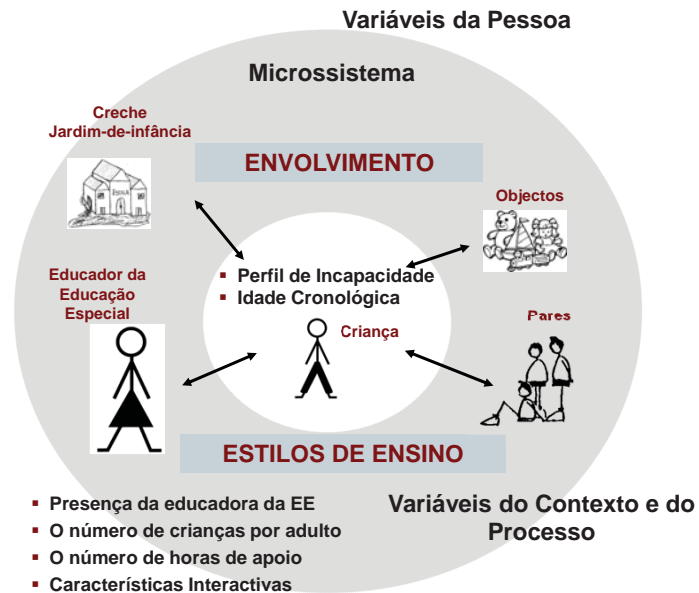 Variáveis da Pessoa
Microssistema
Creche
Jardim-de-infância
ESCOLA
ENVOLVIMENTO
Objectos
Educador da
Educação
Especial
▪ Perfil de Incapacidade
▪ Idade Cronológica
Criança
Pares
ESTILOS DE ENSINO
▪ Presença da educadora da EE
▪ O número de crianças por adulto
▪ O número de horas de apoio
▪ Características Interactivas
Variáveis do Contexto e do
Processo